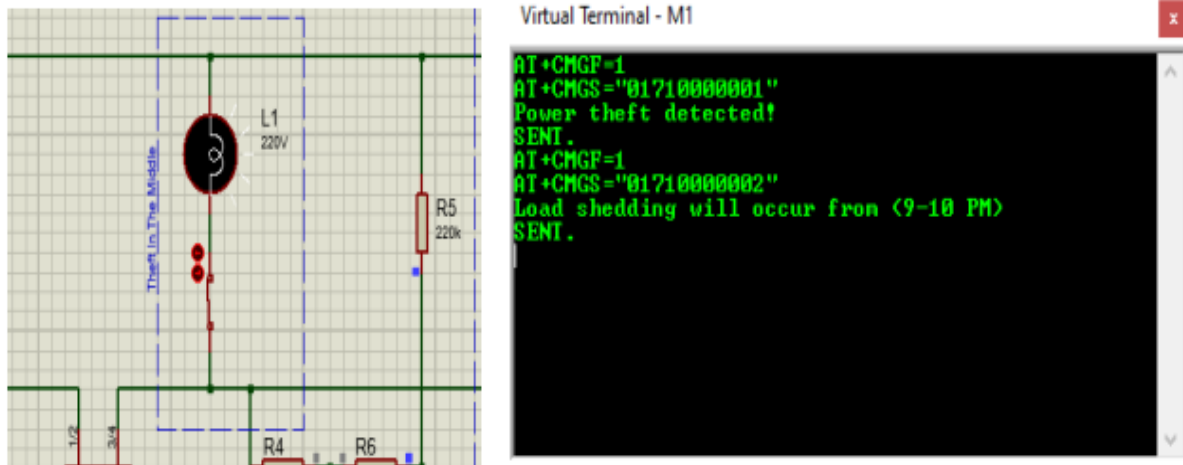 Theft In The Middle
L1
220V
R5
220k
1/2
3/4
R4
R6
Virtual Terminal - M1
x
AT+CMGF=1
AT+CMGS="01710000001"
Power theft detected!
SENT.
AT+CMGF=1
AT+CMGS="01710000002"
Load shedding will occur from (9-10 PM)
SENT.